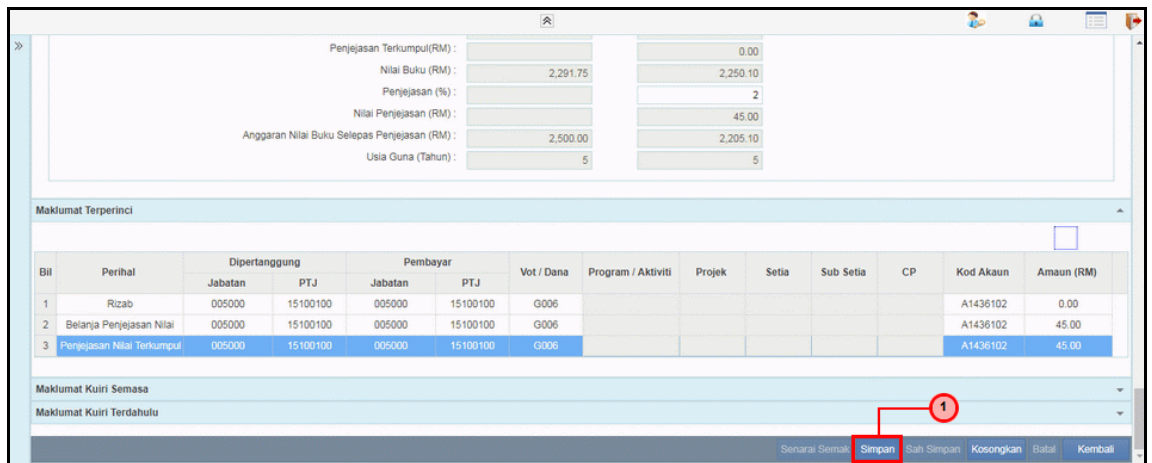 Penjejasan Terkumpul(RM) : 0.00
Nilai Buku (RM) : 2,291.75 2,250.10
Penjejasan (%) : 2
Nilai Penjejasan (RM) : 45.00
Anggaran Nilai Buku Selepas Penjejasan (RM) : 2,500.00 2,205.10
Usia Guna (Tahun) : 5 5
Maklumat Terperinci
Bil Perihal Dipertanggung Pembayar Vot / Dana Program / Aktiviti Projek Setia Sub Setia CP Kod Akaun Amaun (RM)
Jabatan PTJ Jabatan PTJ
1 Rizab 005000 15100100 005000 15100100 G006 A1436102 0.00
2 Belanja Penjejasan Nilai 005000 15100100 005000 15100100 G006 A1436102 45.00
3 Penjejasan Nilai Terkumpul 005000 15100100 005000 15100100 G006 A1436102 45.00
Maklumat Kuiri Semasa
Maklumat Kuiri Terdahulu
1
Senarai Semak Simpan Sah Simpan Kosongkan Batal Kembali